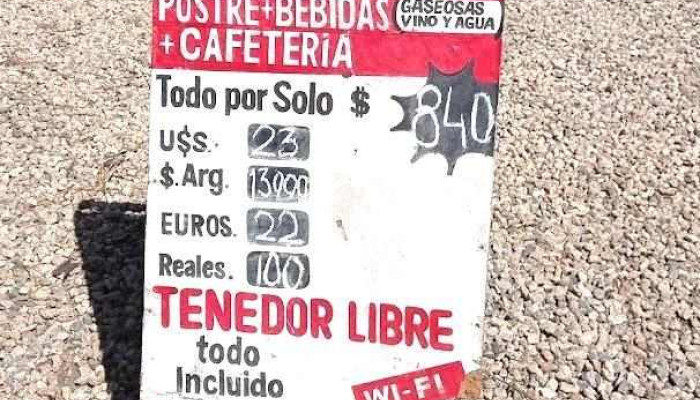 POSTRE+BEBIDAS (GASEOSAS VINO Y AGUA)
+CAFETERÍA
Todo por Solo $ 840
U$S. 23
$.Arg. 13000
EUROS. 22
Reales. 100
TENEDOR LIBRE
todo
Incluido
WI-FI